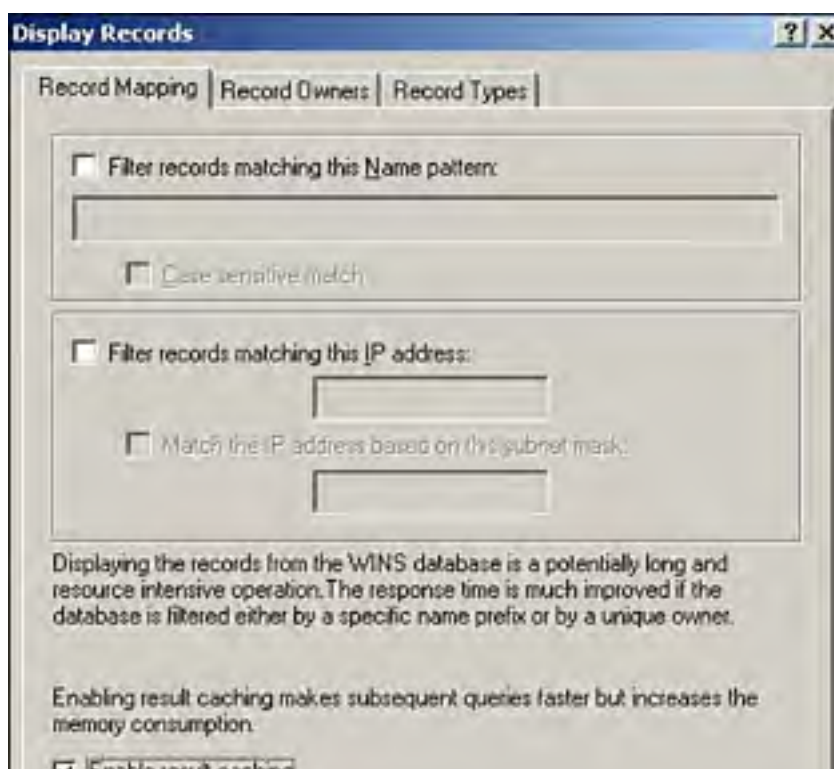 Display Records
Record Mapping
Record Owners
Record Types
Filter records matching this Name pattern:
Case sensitive match
Filter records matching this IP address:
Match the IP address based on this subnet mask:
Displaying the records from the WINS database is a potentially long and
resource intensive operation.The response time is much improved if the
database is filtered either by a specific name prefix or by a unique owner.
Enabling result caching makes subsequent queries faster but increases the
memory consumption.
Enable result caching